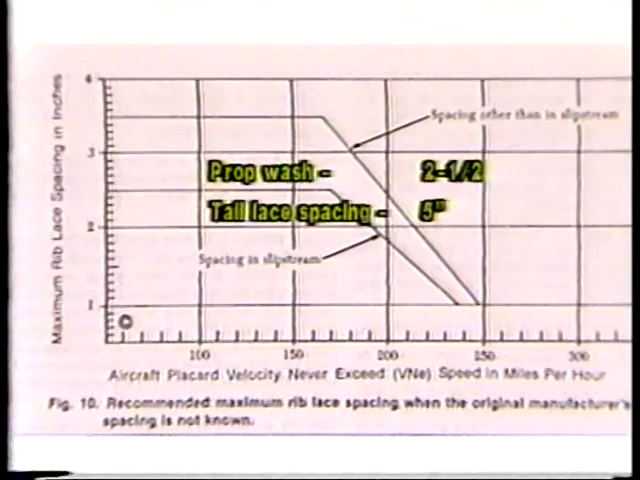 Maximum Rib Lace Spacing in Inches
4
Spacing other than in slipstream
3
Prop wash - 2-1/2
Tail lace spacing - 5"
2
Spacing in slipstream
1
100 150 200 250 300
Aircraft Placard Velocity Never Exceed (VNe) Speed in Miles Per Hour
Fig. 10. Recommended maximum rib lace spacing when the original manufacturer's
spacing is not known.